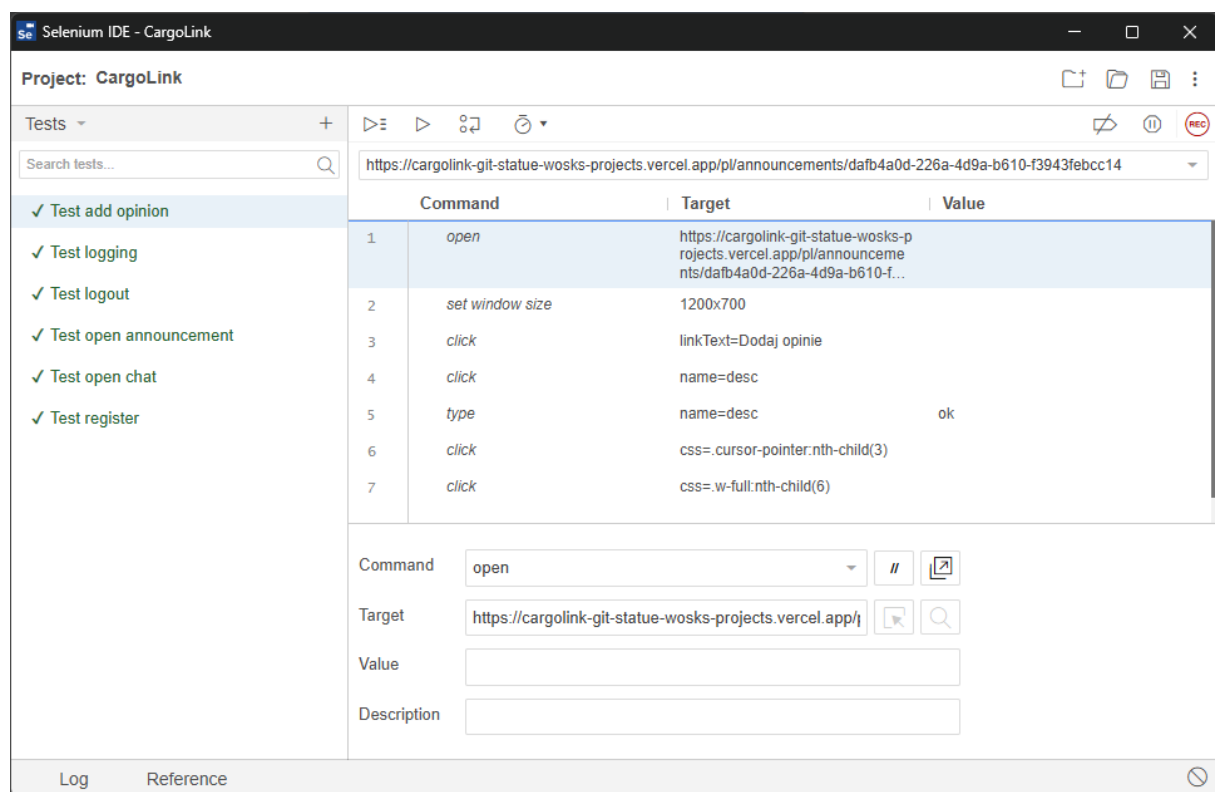 Se Selenium IDE - CargoLink
Project: CargoLink
Tests
REC
Search tests...
https://cargolink-git-statue-wosks-projects.vercel.app/pl/announcements/dafb4a0d-226a-4d9a-b610-f3943febcc14
✓ Test add opinion
✓ Test logging
✓ Test logout
✓ Test open announcement
✓ Test open chat
✓ Test register
Command Target Value
1 open https://cargolink-git-statue-wosks-p
rojects.vercel.app/pl/announceme
nts/dafb4a0d-226a-4d9a-b610-f...
2 set window size 1200x700
3 click linkText=Dodaj opinie
4 click name=desc
5 type name=desc ok
6 click css=.cursor-pointer:nth-child(3)
7 click css=.w-full:nth-child(6)
Command open //
Target https://cargolink-git-statue-wosks-projects.vercel.app/p
Value
Description
Log Reference